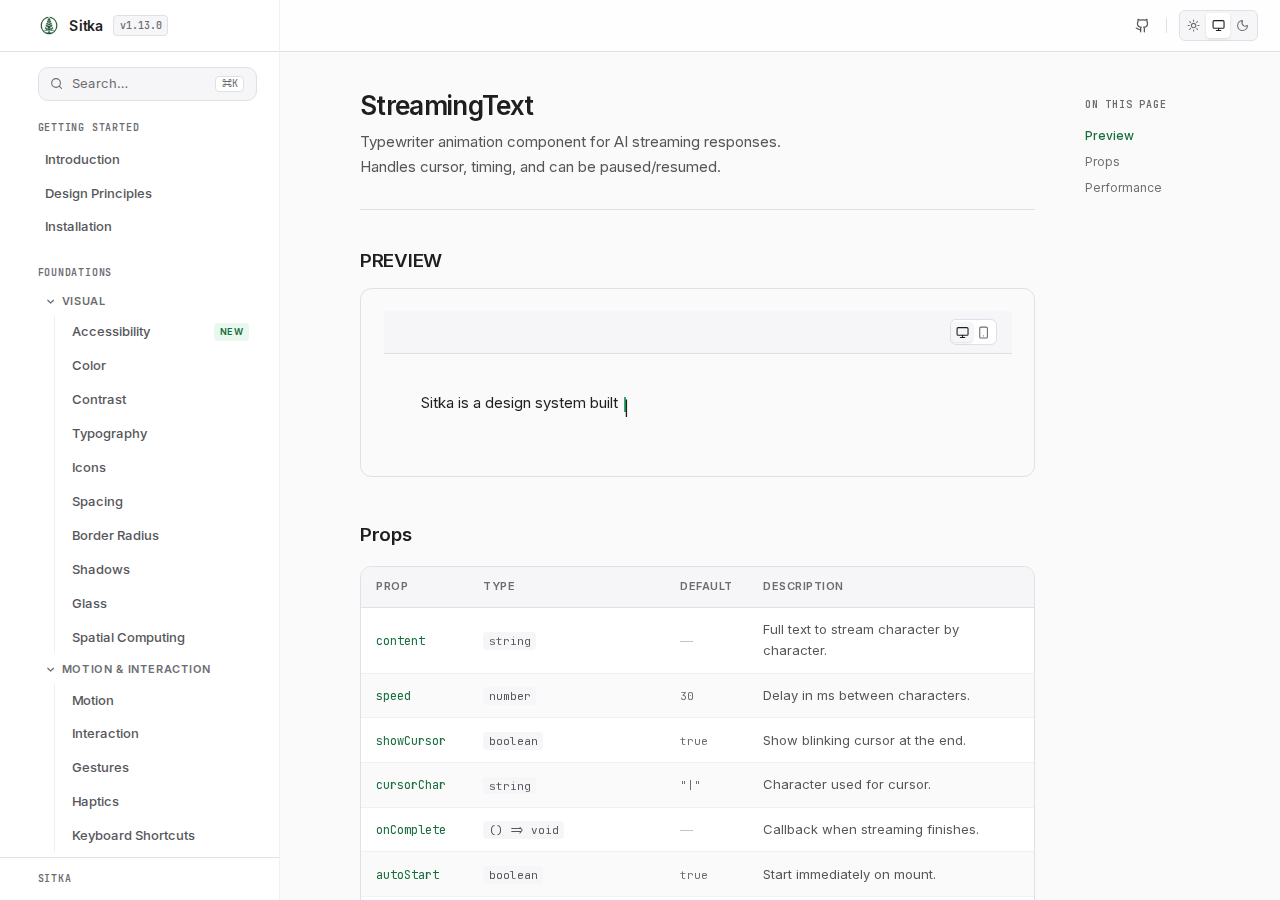 Sitka v1.13.0
Search... ⌘K
GETTING STARTED
Introduction
Design Principles
Installation
FOUNDATIONS
VISUAL
Accessibility NEW
Color
Contrast
Typography
Icons
Spacing
Border Radius
Shadows
Glass
Spatial Computing
MOTION & INTERACTION
Motion
Interaction
Gestures
Haptics
Keyboard Shortcuts
SITKA
StreamingText
Typewriter animation component for AI streaming responses.
Handles cursor, timing, and can be paused/resumed.
PREVIEW
Sitka is a design system built |
Props
PROP TYPE DEFAULT DESCRIPTION
content string — Full text to stream character by
character.
speed number 30 Delay in ms between characters.
showCursor boolean true Show blinking cursor at the end.
cursorChar string "|" Character used for cursor.
onComplete () => void — Callback when streaming finishes.
autoStart boolean true Start immediately on mount.
ON THIS PAGE
Preview
Props
Performance